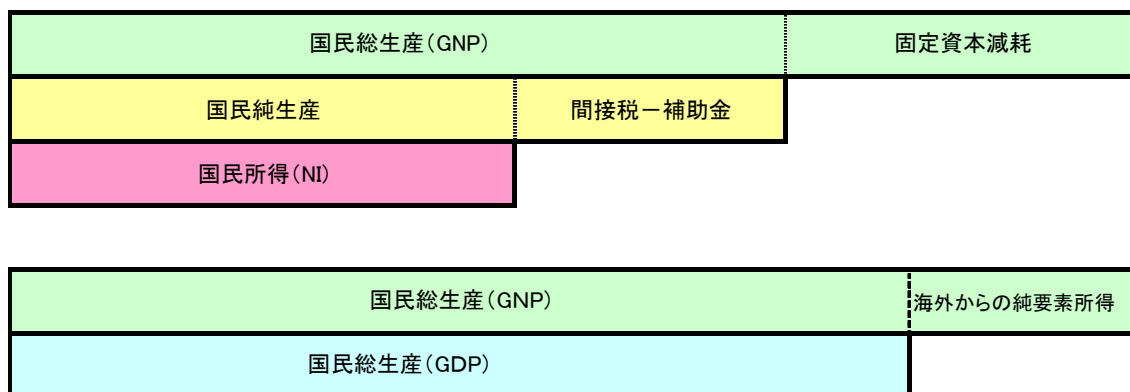 国民総生産(GNP) 固定資本減耗
国民純生産 間接税－補助金
国民所得(NI)
国民総生産(GNP) 海外からの純要素所得
国民総生産(GDP)